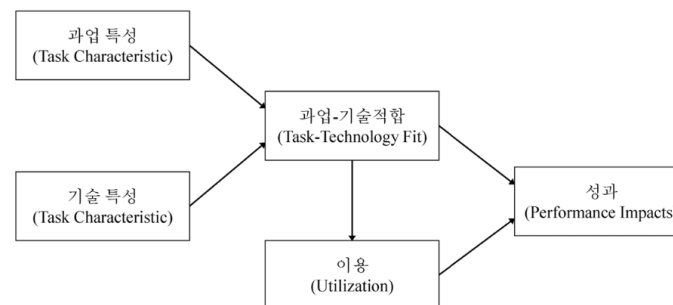 과업 특성
(Task Characteristic)
과업-기술적합
(Task-Technology Fit)
기술 특성
(Task Characteristic)
성과
(Performance Impacts
이용
(Utilization)